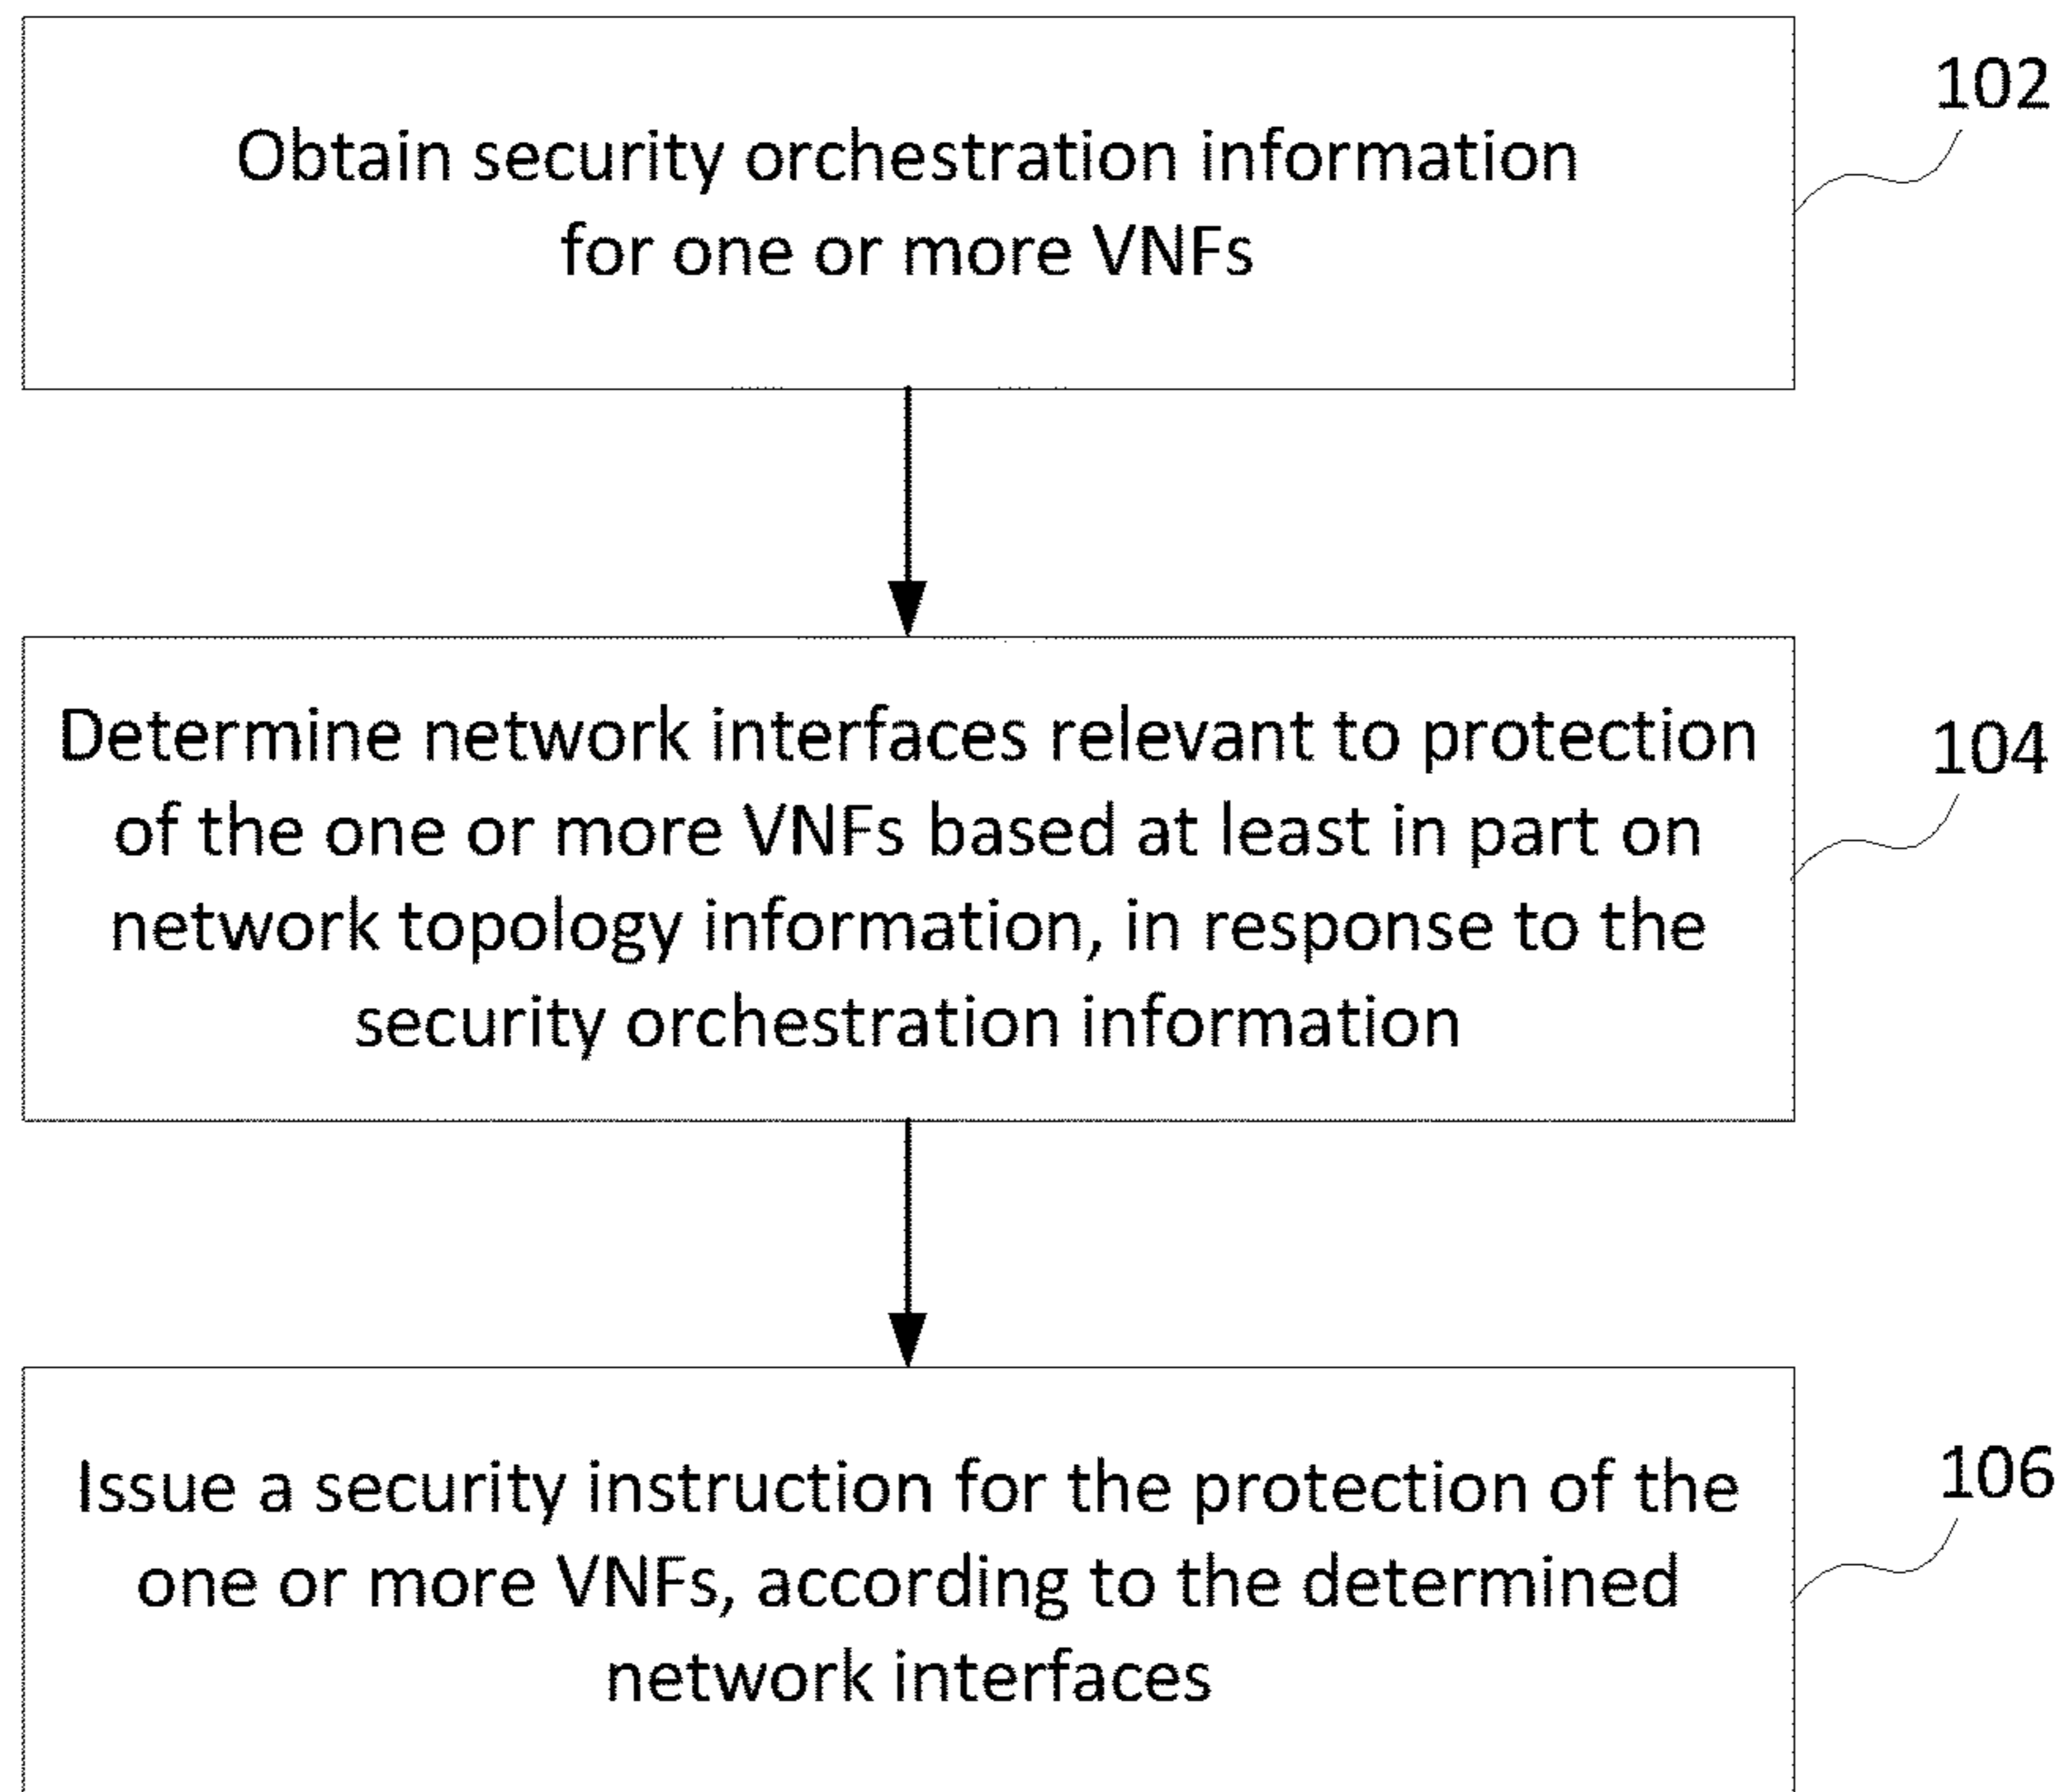 102
Obtain security orchestration information
for one or more VNFs
Determine network interfaces relevant to protection
of the one or more VNFs based at least in part on
network topology information, in response to the
security orchestration information
104
Issue a security instruction for the protection of the
one or more VNFs, according to the determined
network interfaces
106